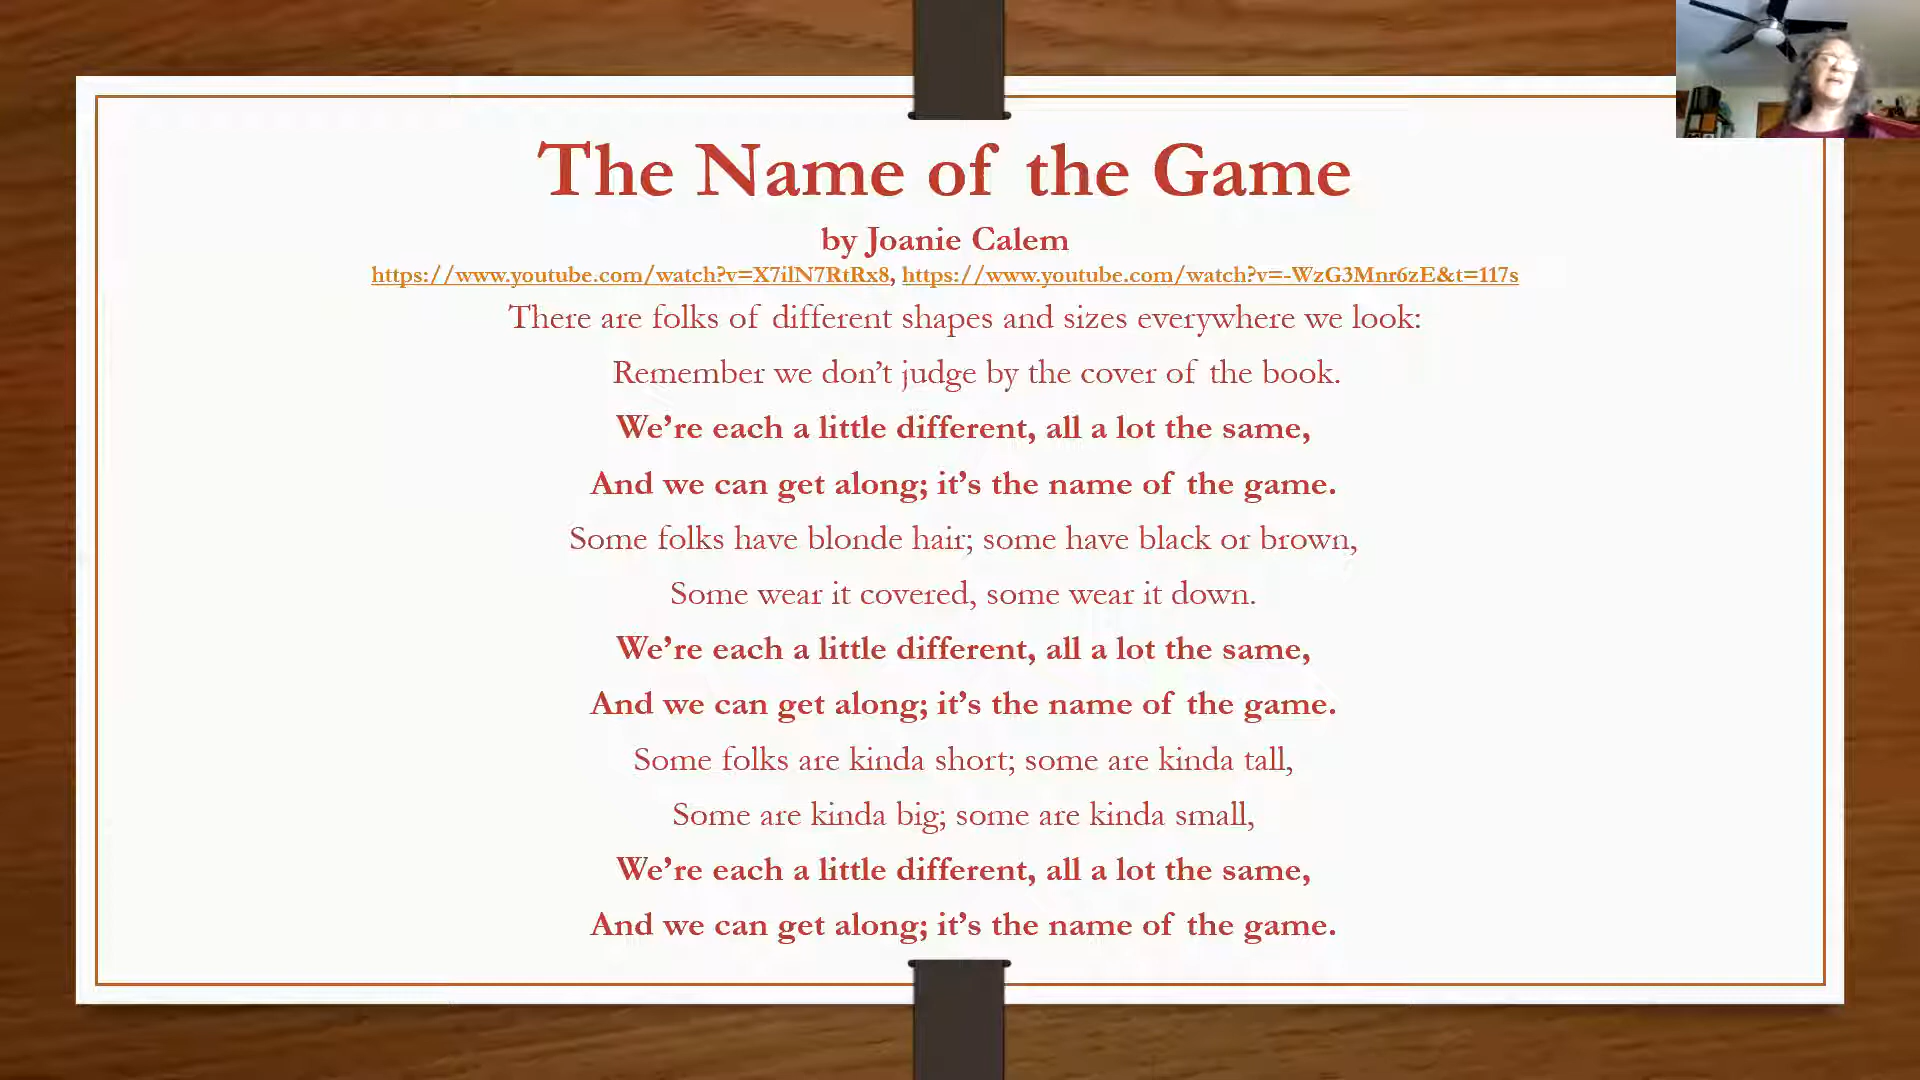 The Name of the Game
by Joanie Calem
https://www.youtube.com/watch?v=X7ilN7RtRx8, https://www.youtube.com/watch?v=-WzG3Mnr6zE&t=117s
There are folks of different shapes and sizes everywhere we look:
Remember we don’t judge by the cover of the book.
We’re each a little different, all a lot the same,
And we can get along; it’s the name of the game.
Some folks have blonde hair; some have black or brown,
Some wear it covered, some wear it down.
We’re each a little different, all a lot the same,
And we can get along; it’s the name of the game.
Some folks are kinda short; some are kinda tall,
Some are kinda big; some are kinda small,
We’re each a little different, all a lot the same,
And we can get along; it’s the name of the game.